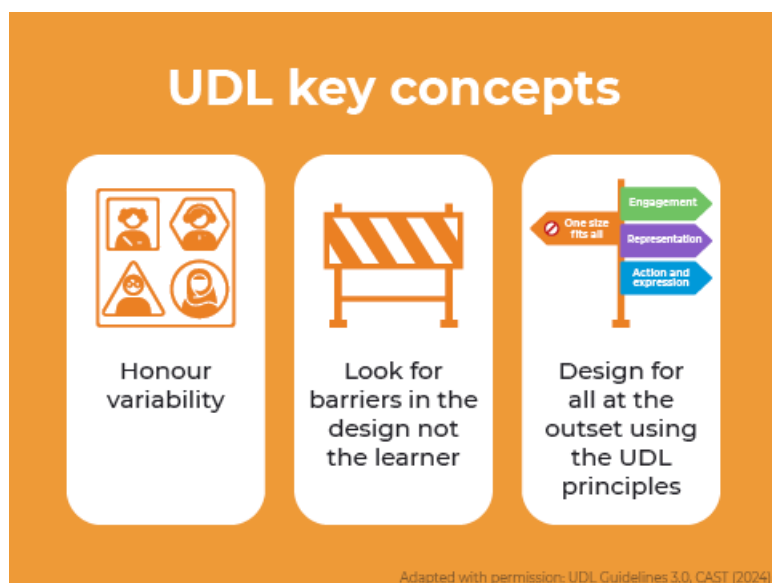 UDL key concepts
Honour
variability
Look for
barriers in the
design not
the learner
One size
fits all
Engagement
Representation
Action and
expression
Design for
all at the
outset using
the UDL
principles
Adapted with permission: UDL Guidelines 3.0. CAST (2024)